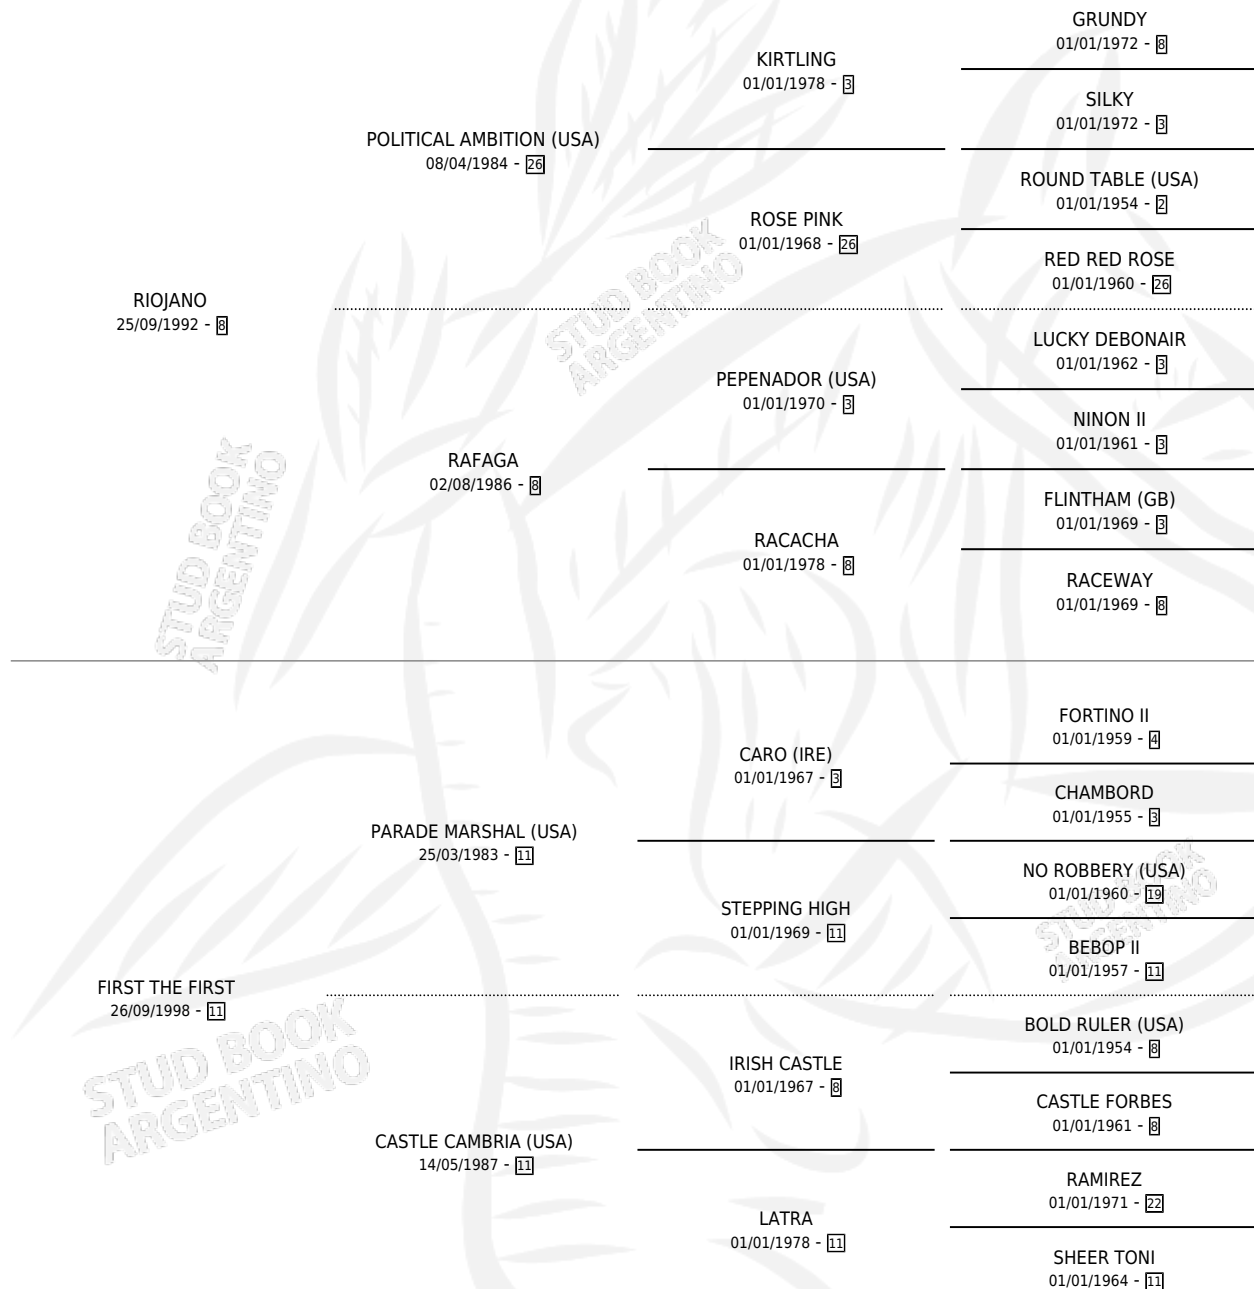 GRUNDY
01/01/1972 - 8
KIRTLING
01/01/1978 - 3
SILKY
01/01/1972 - 3
POLITICAL AMBITION (USA)
08/04/1984 - 26
ROUND TABLE (USA)
01/01/1954 - 2
ROSE PINK
01/01/1968 - 26
RED RED ROSE
01/01/1960 - 26
RIOJANO
25/09/1992 - 8
LUCKY DEBONAIR
01/01/1962 - 3
PEPENADOR (USA)
01/01/1970 - 3
NINON II
01/01/1961 - 3
RAFAGA
02/08/1986 - 8
FLINTHAM (GB)
01/01/1969 - 3
RACACHA
01/01/1978 - 8
RACEWAY
01/01/1969 - 8
STUD BOOK
ARGENTINO
STUD BOOK
ARGENTINO
FORTINO II
01/01/1959 - 4
CARO (IRE)
01/01/1967 - 3
CHAMBORD
01/01/1955 - 3
PARADE MARSHAL (USA)
25/03/1983 - 11
NO ROBBERY (USA)
01/01/1960 - 19
STEPPING HIGH
01/01/1969 - 11
BEBOP II
01/01/1957 - 11
FIRST THE FIRST
26/09/1998 - 11
BOLD RULER (USA)
01/01/1954 - 8
IRISH CASTLE
01/01/1967 - 8
CASTLE FORBES
01/01/1961 - 8
CASTLE CAMBRIA (USA)
14/05/1987 - 11
RAMIREZ
01/01/1971 - 22
LATRA
01/01/1978 - 11
SHEER TONI
01/01/1964 - 11
STUD BOOK
ARGENTINO
STUD BOOK
ARGENTINO